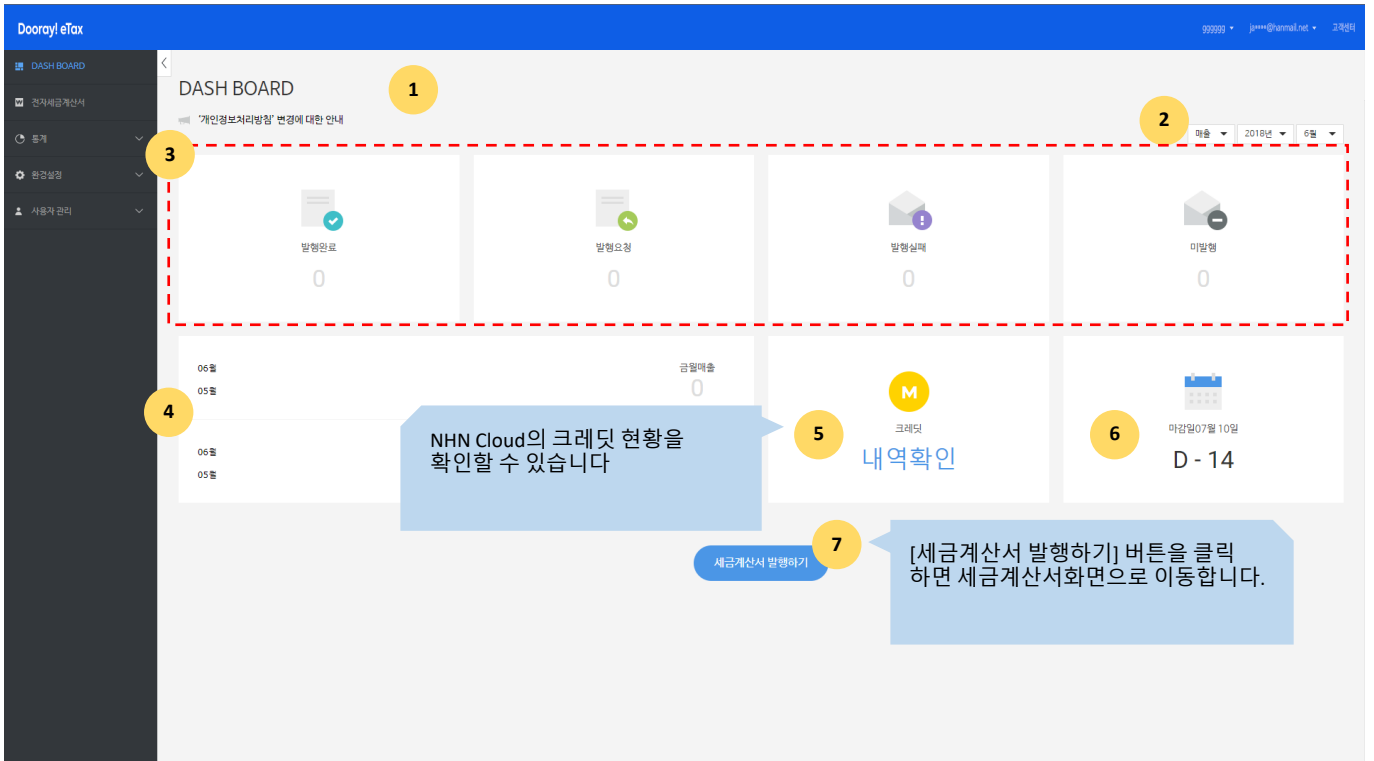 Dooray! eTax
gggggg
ja****@hanmail.net
고객센터
DASH BOARD
전자세금계산서
통계
환경설정
사용자 관리
DASH BOARD
1
'개인정보처리방침' 변경에 대한 안내
2
매출
2018년
6월
3
발행완료
0
발행요청
0
발행실패
0
미발행
0
4
06월
05월
금월매출
0
06월
05월
NHN Cloud의 크레딧 현황을
확인할 수 있습니다
5
M
크레딧
내역확인
6
마감일07월 10일
D - 14
세금계산서 발행하기
7
[세금계산서 발행하기] 버튼을 클릭
하면 세금계산서화면으로 이동합니다.